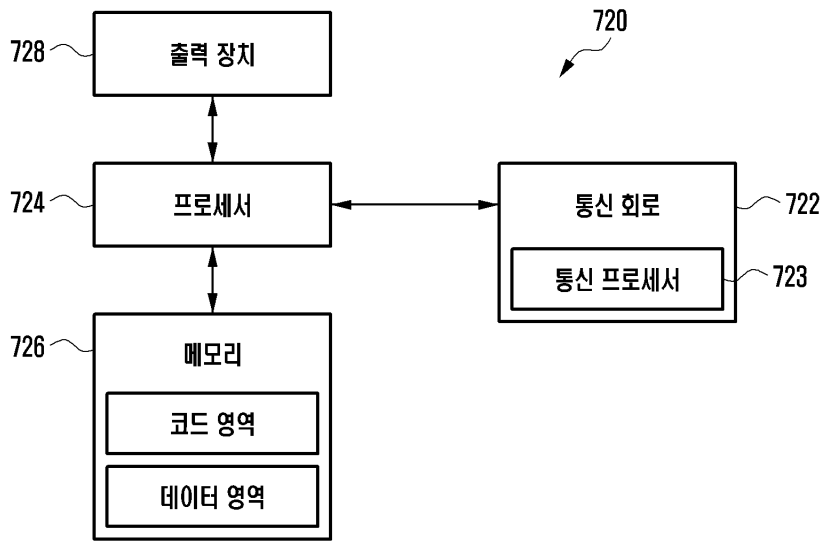 720
728
출력 장치
724
프로세서
통신 회로
722
통신 프로세서
723
726
메모리
코드 영역
데이터 영역